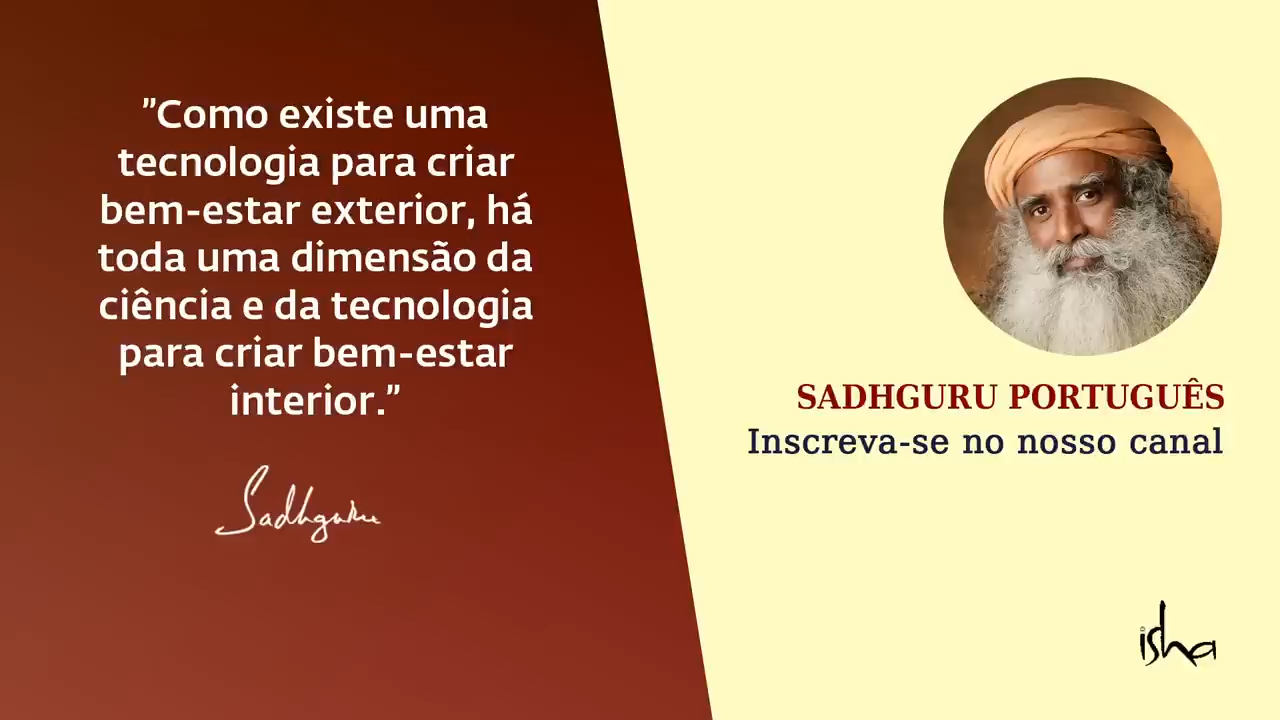 "Como existe uma
tecnologia para criar
bem-estar exterior, há
toda uma dimensão da
ciência e da tecnologia
para criar bem-estar
interior."
Sadhguru
SADHGURU PORTUGUÊS
Inscreva-se no nosso canal
isha